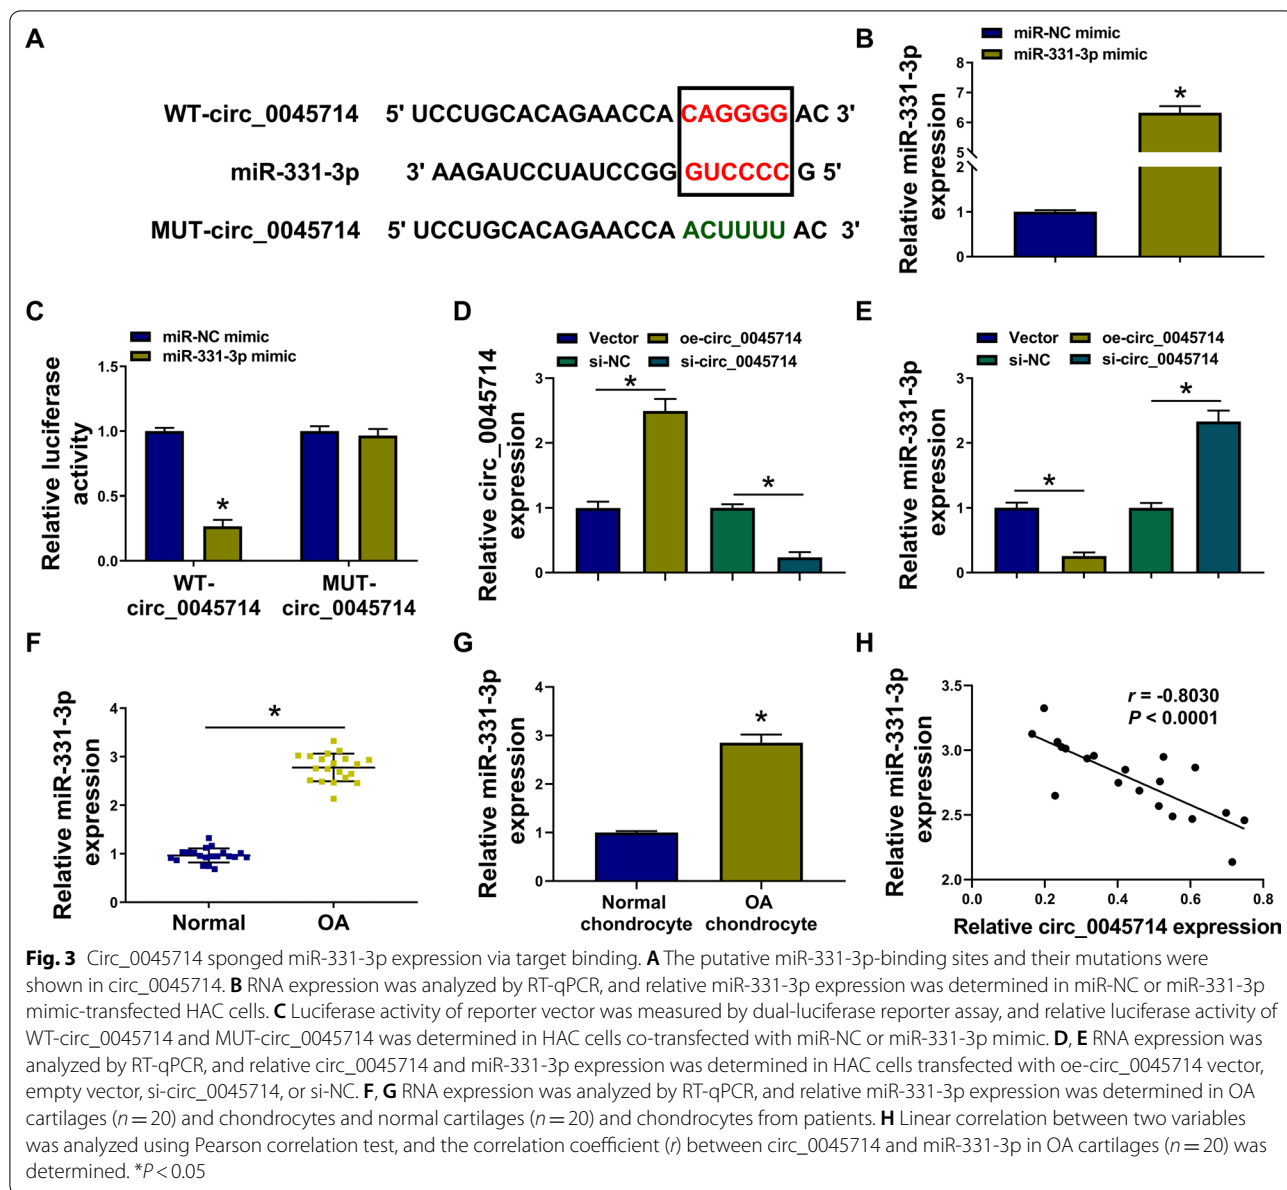 A
WT-circ_0045714 5' UCCUGCACAGAACCA CAGGGG AC 3'
miR-331-3p 3' AAGAUCCUAUCCGG GUCCCC G 5'
MUT-circ_0045714 5' UCCUGCACAGAACCA ACUUUU AC 3'
B
miR-NC mimic
miR-331-3p mimic
Relative miR-331-3p
expression
8
7
6
5
2
1
0
*
C
miR-NC mimic
miR-331-3p mimic
Relative luciferase
activity
1.5
1.0
0.5
0.0
*
WT-
circ_0045714
MUT-
circ_0045714
D
Vector oe-circ_0045714
si-NC si-circ_0045714
Relative circ_0045714
expression
3
2
1
0
*
*
E
Vector oe-circ_0045714
si-NC si-circ_0045714
Relative miR-331-3p
expression
3
2
1
0
*
*
F
Relative miR-331-3p
expression
4
3
2
1
0
*
Normal OA
G
Relative miR-331-3p
expression
4
3
2
1
0
*
Normal
chondrocyte
OA
chondrocyte
H
Relative miR-331-3p
expression
3.5
3.0
2.5
2.0
r = -0.8030
P < 0.0001
0.0 0.2 0.4 0.6 0.8
Relative circ_0045714 expression
Fig. 3 Circ_0045714 sponged miR-331-3p expression via target binding. A The putative miR-331-3p-binding sites and their mutations were
shown in circ_0045714. B RNA expression was analyzed by RT-qPCR, and relative miR-331-3p expression was determined in miR-NC or miR-331-3p
mimic-transfected HAC cells. C Luciferase activity of reporter vector was measured by dual-luciferase reporter assay, and relative luciferase activity of
WT-circ_0045714 and MUT-circ_0045714 was determined in HAC cells co-transfected with miR-NC or miR-331-3p mimic. D, E RNA expression was
analyzed by RT-qPCR, and relative circ_0045714 and miR-331-3p expression was determined in HAC cells transfected with oe-circ_0045714 vector,
empty vector, si-circ_0045714, or si-NC. F, G RNA expression was analyzed by RT-qPCR, and relative miR-331-3p expression was determined in OA
cartilages (n = 20) and chondrocytes and normal cartilages (n = 20) and chondrocytes from patients. H Linear correlation between two variables
was analyzed using Pearson correlation test, and the correlation coefficient (r) between circ_0045714 and miR-331-3p in OA cartilages (n = 20) was
determined. *P < 0.05